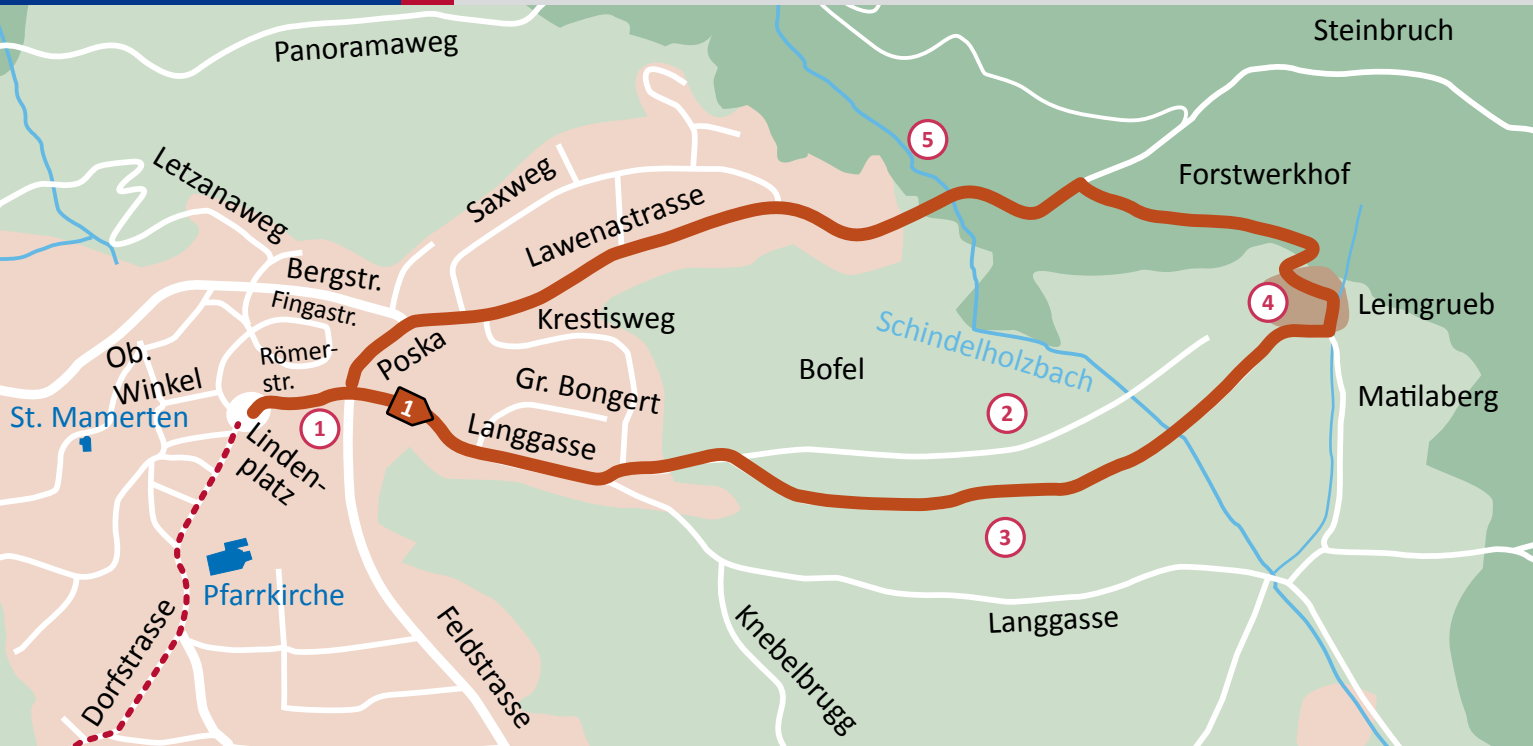 Steinbruch
Panoramaweg
5
Letzanaweg
Saxweg
Forstwerkhof
Lawenastrasse
Bergstr.
Fingastr.
4
Leimgrueb
Krestisweg
Schindelholzbach
Ob.
Winkel
Römer-
str.
Poska
Bofel
Gr. Bongert
Matilaberg
St. Mamerten
1
1
2
Langgasse
Linden-
platz
3
Pfarrkirche
Dorfstrasse
Feldstrasse
Knebelbrugg
Langgasse